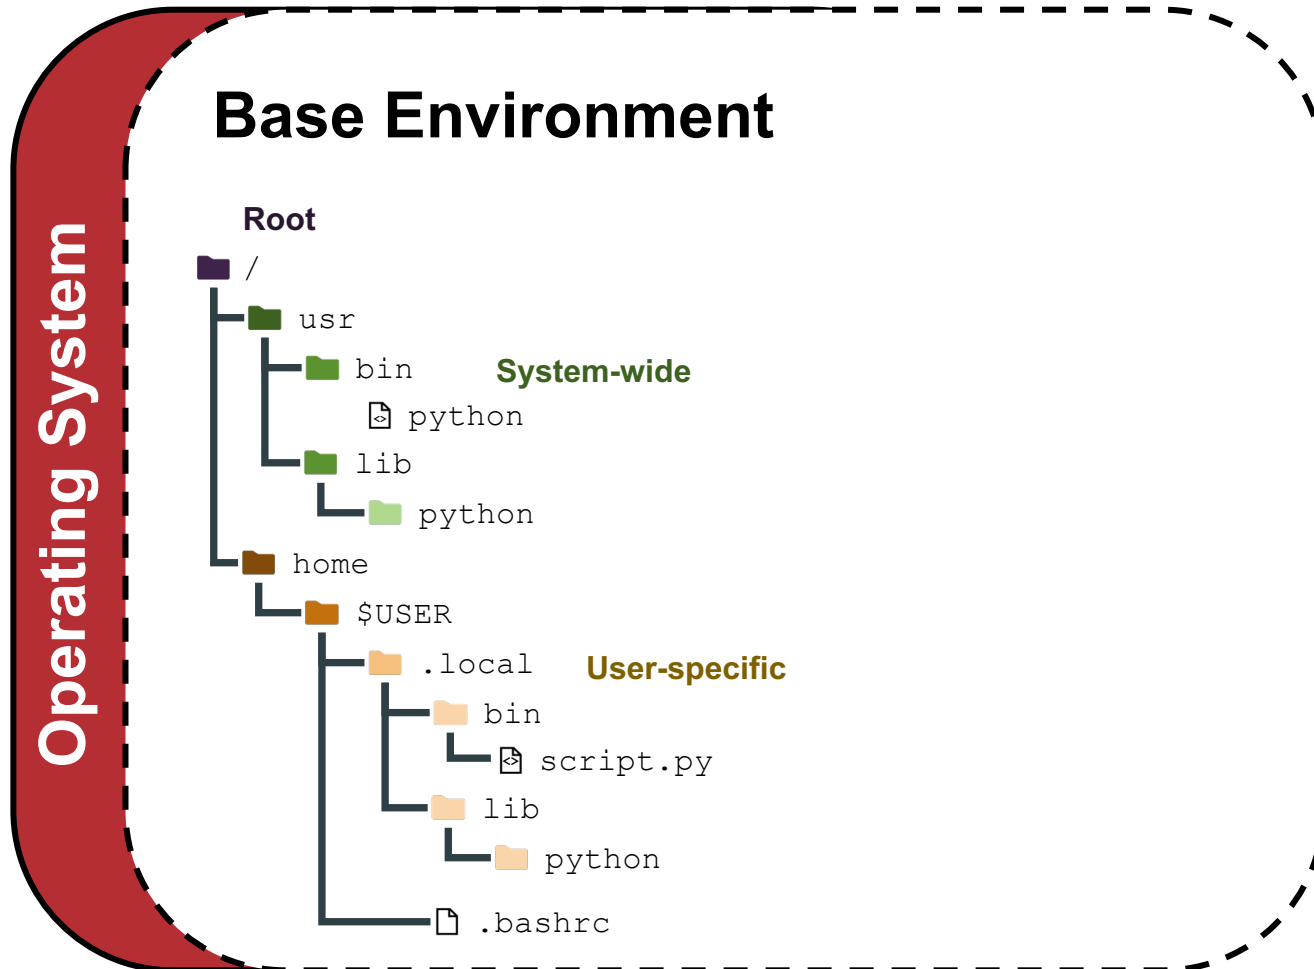 Operating System
Base Environment
Root
/
usr
bin
System-wide
python
lib
python
home
$USER
.local
User-specific
bin
script.py
lib
python
.bashrc